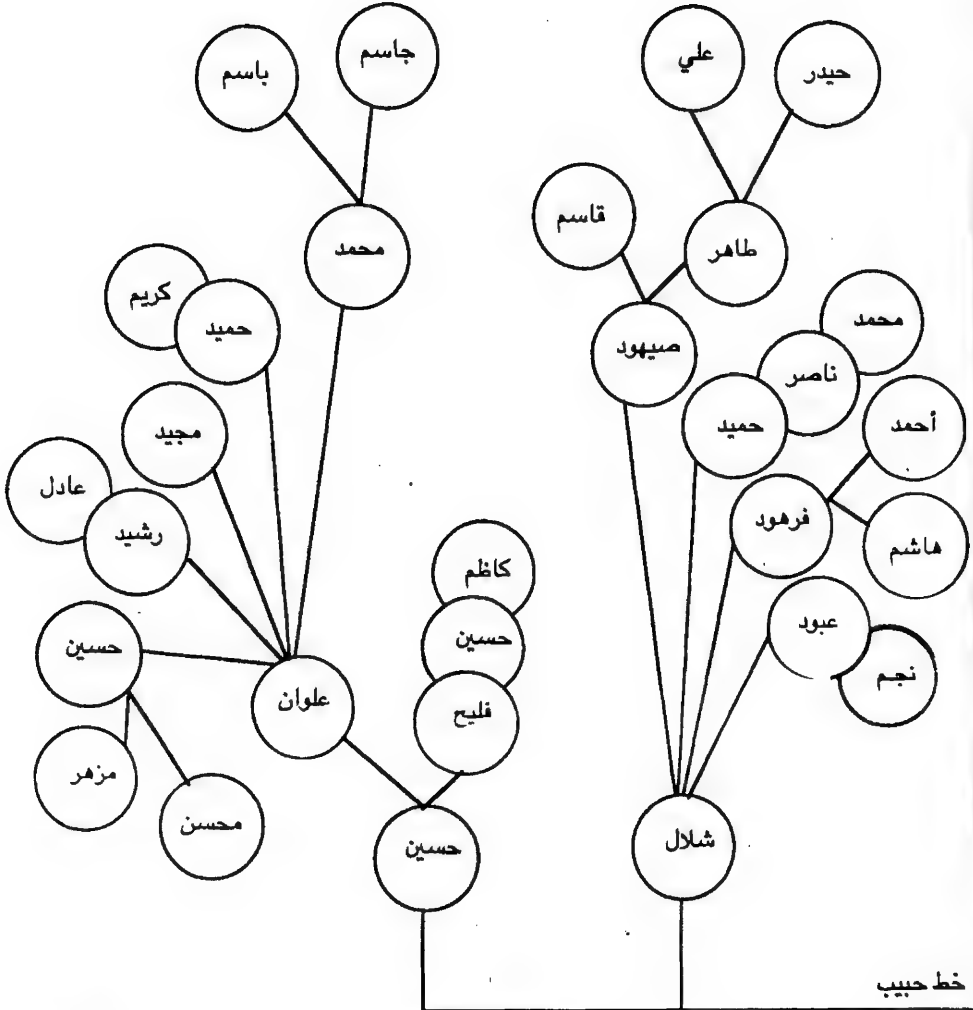 علي
جاسم
حيدر
باسم
قاسم
طاهر
محمد
كريم
حميد
محمد
صيهود
ناصر
أحمد
حميد
مجيد
عادل
رشيد
فرهود
هاشم
كاظم
عبود
حسين
حسين
نجم
علوان
فليح
مزهر
محسن
شلال
حسين
خط حبيب